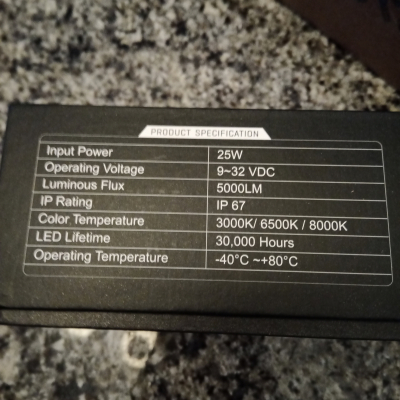 PRODUCT SPECIFICATION
Input Power 25W
Operating Voltage 9~32 VDC
Luminous Flux 5000LM
IP Rating IP 67
Color Temperature 3000K/ 6500K / 8000K
LED Lifetime 30,000 Hours
Operating Temperature -40°C ~+80°C